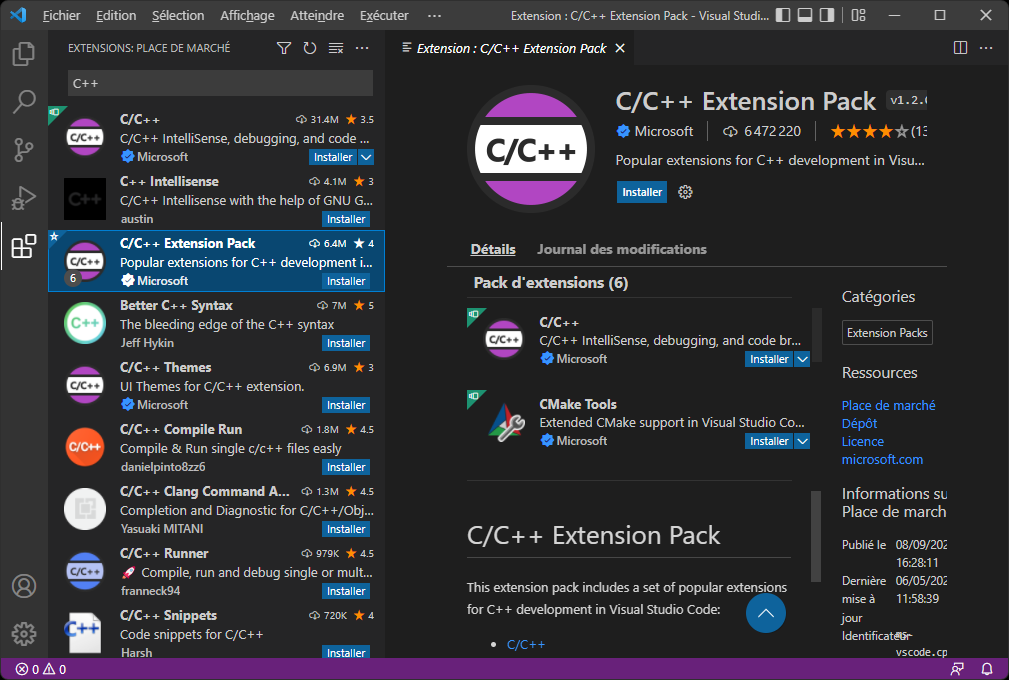 Fichier Edition Sélection Affichage Atteindre Exécuter ··· Extension : C/C++ Extension Pack - Visual Studi...
EXTENSIONS: PLACE DE MARCHÉ
C++
C/C++ 31.4M 3.5
C/C++ IntelliSense, debugging, and code ...
Microsoft Installer
C++ Intellisense 4.1M 3
C/C++ Intellisense with the help of GNU G...
austin Installer
C/C++ Extension Pack 6.4M 4
Popular extensions for C++ development i...
6 Microsoft Installer
Better C++ Syntax 7M 5
The bleeding edge of the C++ syntax
Jeff Hykin Installer
C/C++ Themes 6.9M 3
UI Themes for C/C++ extension.
Microsoft Installer
C/C++ Compile Run 1.8M 4.5
Compile & Run single c/c++ files easly
danielpinto8zz6 Installer
C/C++ Clang Command A... 1.3M 4.5
Completion and Diagnostic for C/C++/Obj...
Yasuaki MITANI Installer
C/C++ Runner 979K 4.5
🚀 Compile, run and debug single or mult...
franneck94 Installer
C/C++ Snippets 720K 4
Code snippets for C/C++
Harsh Installer
0 0
Extension : C/C++ Extension Pack
C/C++
C/C++ Extension Pack v1.2.
Microsoft 6 472 220 (13
Popular extensions for C++ development in Visu...
Installer
Détails Journal des modifications
Pack d'extensions (6)
C/C++
C/C++ IntelliSense, debugging, and code br...
Microsoft Installer
CMake Tools
Extended CMake support in Visual Studio Co...
Microsoft Installer
C/C++ Extension Pack
This extension pack includes a set of popular extensions
for C++ development in Visual Studio Code:
• C/C++
Catégories
Extension Packs
Ressources
Place de marché
Dépôt
Licence
microsoft.com
Informations su
Place de march
Publié le 08/09/202
16:28:11
Dernière 06/05/202
mise à 11:58:39
jour
Identificateur ms-
vscode.cp